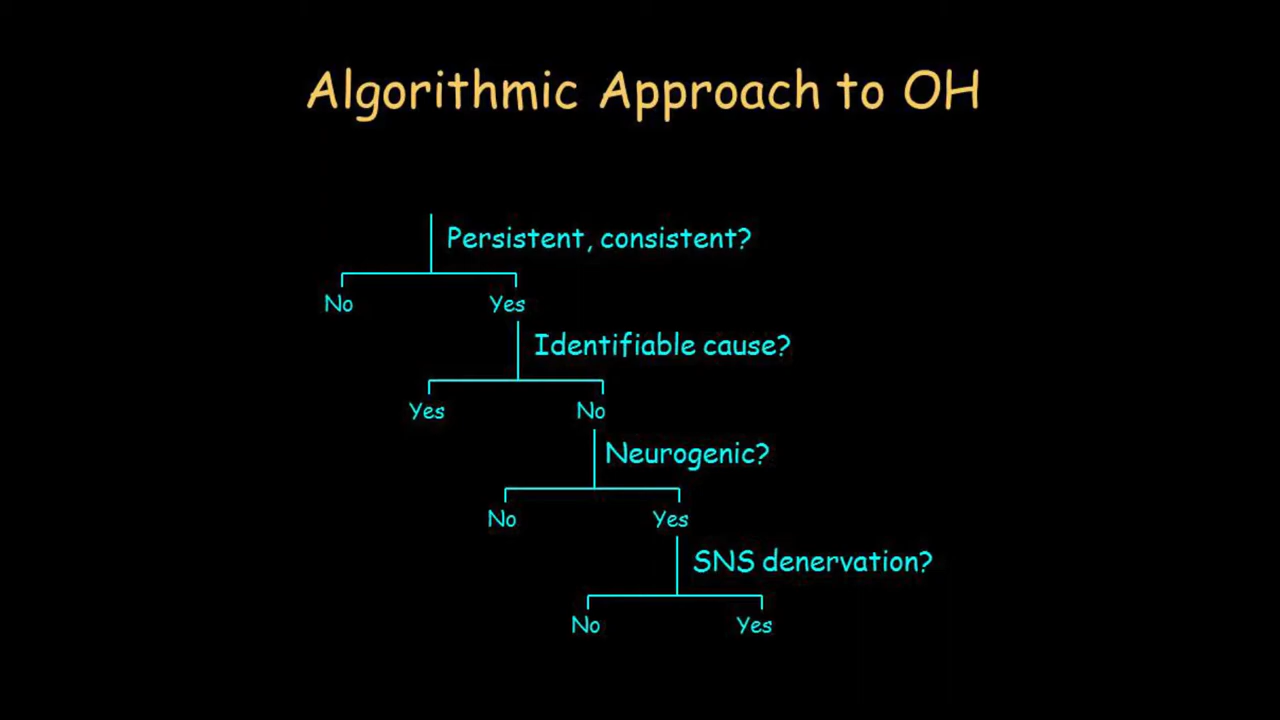 Algorithmic Approach to OH
Persistent, consistent?
No Yes
Identifiable cause?
Yes No
Neurogenic?
No Yes
SNS denervation?
No Yes